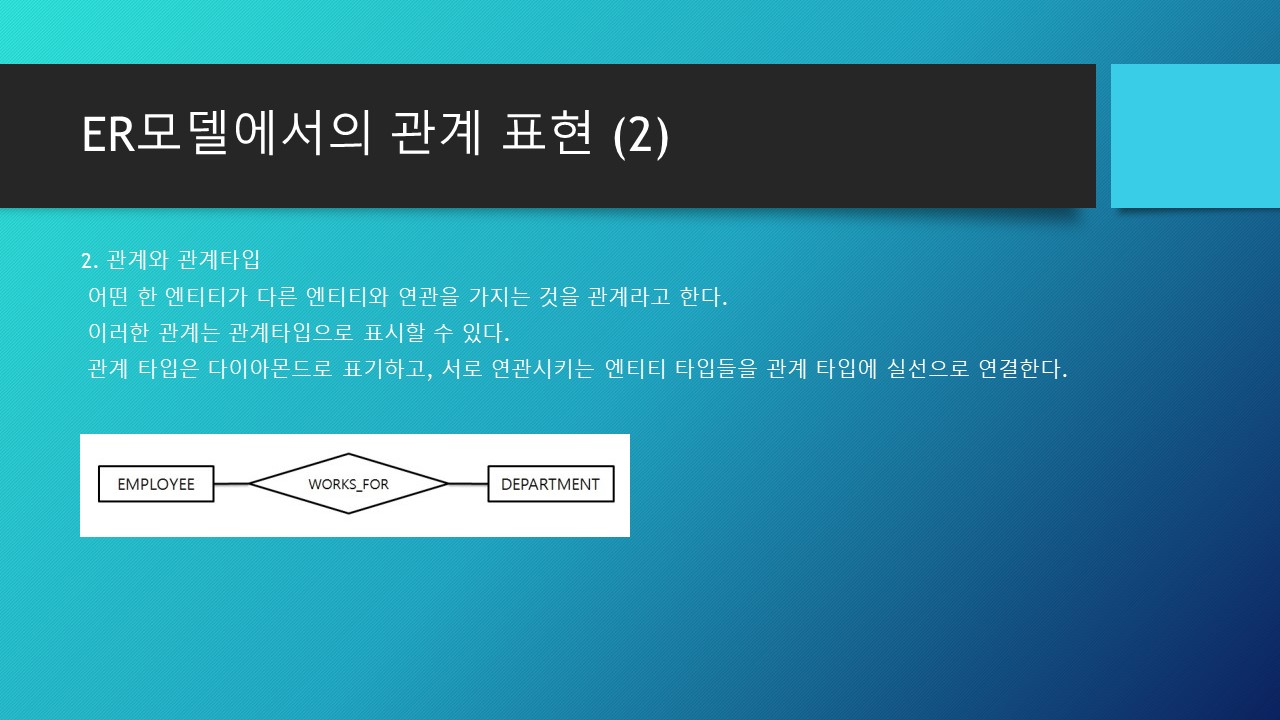 ER모델에서의 관계 표현 (2)
2. 관계와 관계타입
어떤 한 엔티티가 다른 엔티티와 연관을 가지는 것을 관계라고 한다.
이러한 관계는 관계타입으로 표시할 수 있다.
관계 타입은 다이아몬드로 표기하고, 서로 연관시키는 엔티티 타입들을 관계 타입에 실선으로 연결한다.
EMPLOYEE
WORKS_FOR
DEPARTMENT